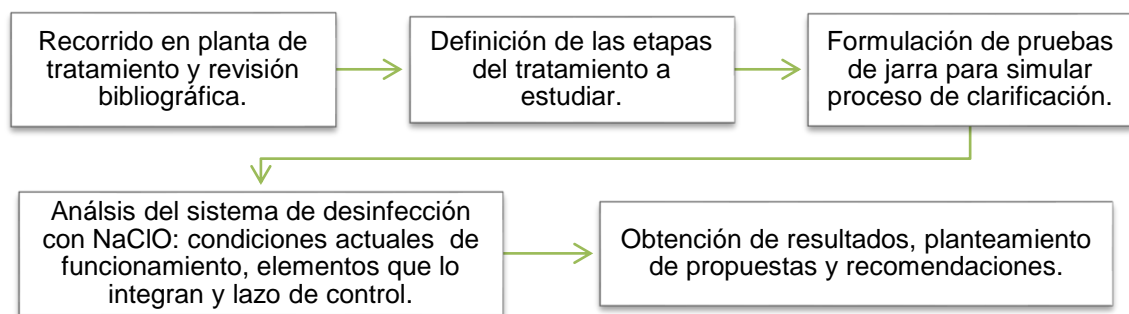 Recorrido en planta de
tratamiento y revisión
bibliográfica.
Definición de las etapas
del tratamiento a
estudiar.
Formulación de pruebas
de jarra para simular
proceso de clarificación.
Análsis del sistema de desinfección
con NaClO: condiciones actuales de
funcionamiento, elementos que lo
integran y lazo de control.
Obtención de resultados, planteamiento
de propuestas y recomendaciones.